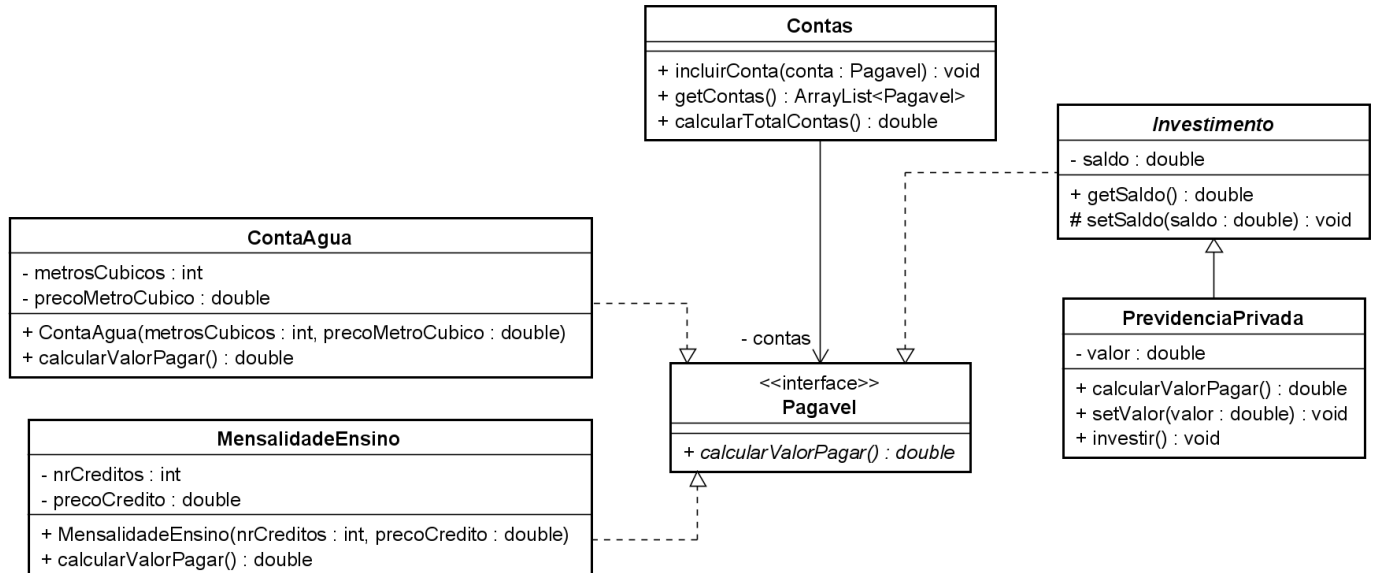 Contas
+ incluirConta(conta : Pagavel) : void
+ getContas() : ArrayList<Pagavel>
+ calcularTotalContas() : double
Investimento
- saldo : double
+ getSaldo() : double
# setSaldo(saldo : double) : void
ContaAgua
- metrosCubicos : int
- precoMetroCubico : double
+ ContaAgua(metrosCubicos : int, precoMetroCubico : double)
+ calcularValorPagar() : double
PrevidenciaPrivada
- valor : double
+ calcularValorPagar() : double
+ setValor(valor : double) : void
+ investir() : void
- contas
<<interface>>
Pagavel
+ calcularValorPagar() : double
MensalidadeEnsino
- nrCreditos : int
- precoCredito : double
+ MensalidadeEnsino(nrCreditos : int, precoCredito : double)
+ calcularValorPagar() : double